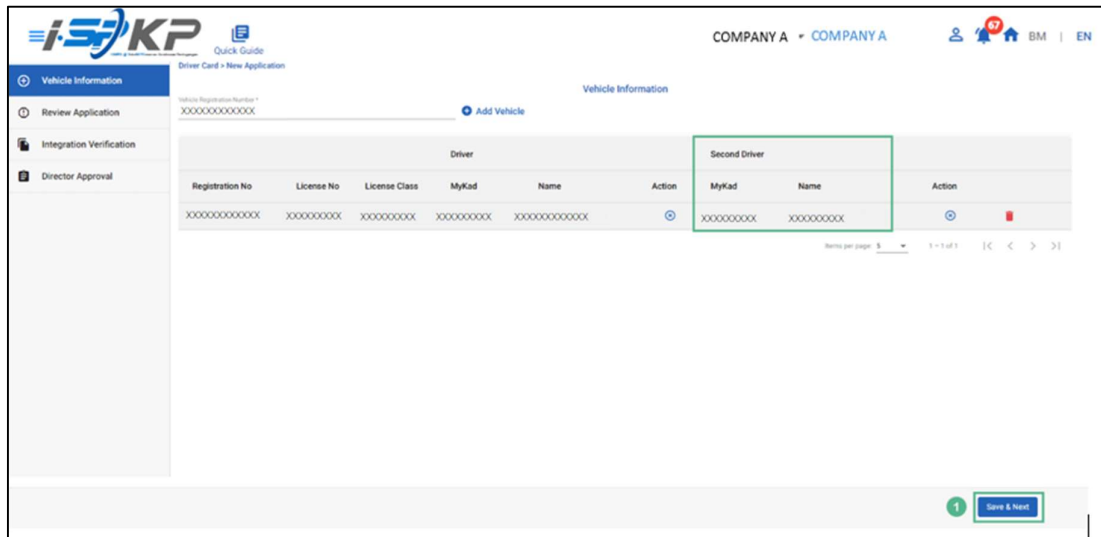 i-SPKP
Quick Guide
COMPANY A COMPANY A
67
BM | EN
Vehicle Information
Review Application
Integration Verification
Director Approval
Driver Card > New Application
Vehicle Information
Vehicle Registration Number *
XXXXXXXXXXXXX
Add Vehicle
Driver Second Driver
Registration No License No License Class MyKad Name Action MyKad Name Action
XXXXXXXXXXXX XXXXXXXXX XXXXXXXXX XXXXXXXXX XXXXXXXXXXXX XXXXXXXXX XXXXXXXXX
Items per page: 5 1 – 1 of 1
1 Save & Next